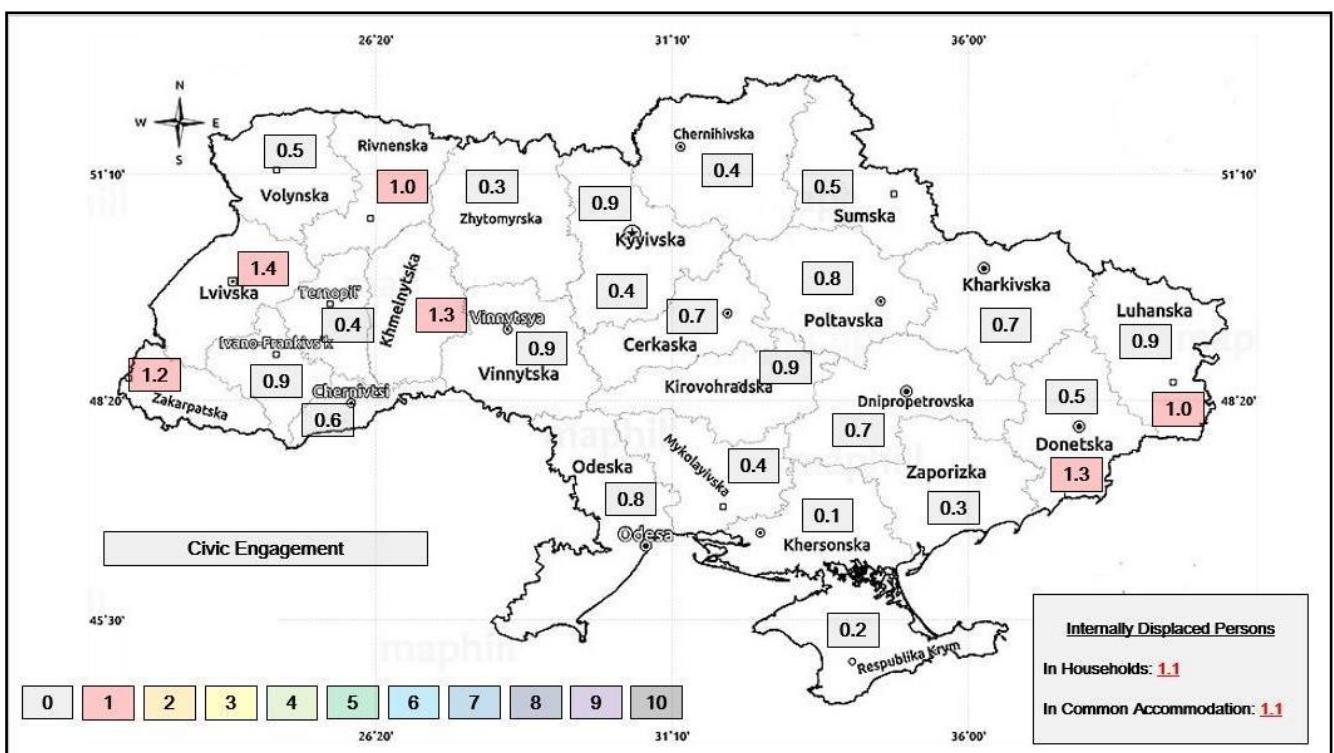 26°20'
31°10'
36°00'
N
W
E
S
Chernihivska
Rivnenska
0.5
0.4
51°10'
51°10'
1.0
0.3
0.5
Volynska
0.9
Zhytomyrska
Sumska
Kyyivska
1.4
0.8
Kharkivska
Lvivska
Ternopil'
Khmelnytska
0.4
Luhanska
0.4
1.3
Vinnytsya
0.7
Poltavska
0.7
Ivano-Frankivs'k
0.9
Cerkaska
0.9
1.2
0.9
Vinnytska
0.9
Kirovohradska
Chernivtsi
Zakarpatska
0.6
Dnipropetrovska
0.5
48°20'
48°20'
1.0
0.7
Donetska
Odeska
Mykolayivska
0.4
Zaporizka
1.3
0.8
0.1
0.3
Odesa
Khersonska
Civic Engagement
45°30'
0.2
Respublika Krym
maphill
maphill
Internally Displaced Persons
In Households: 1.1
In Common Accommodation: 1.1
0 1 2 3 4 5 6 7 8 9 10
26°20'
31°10'
36°00'